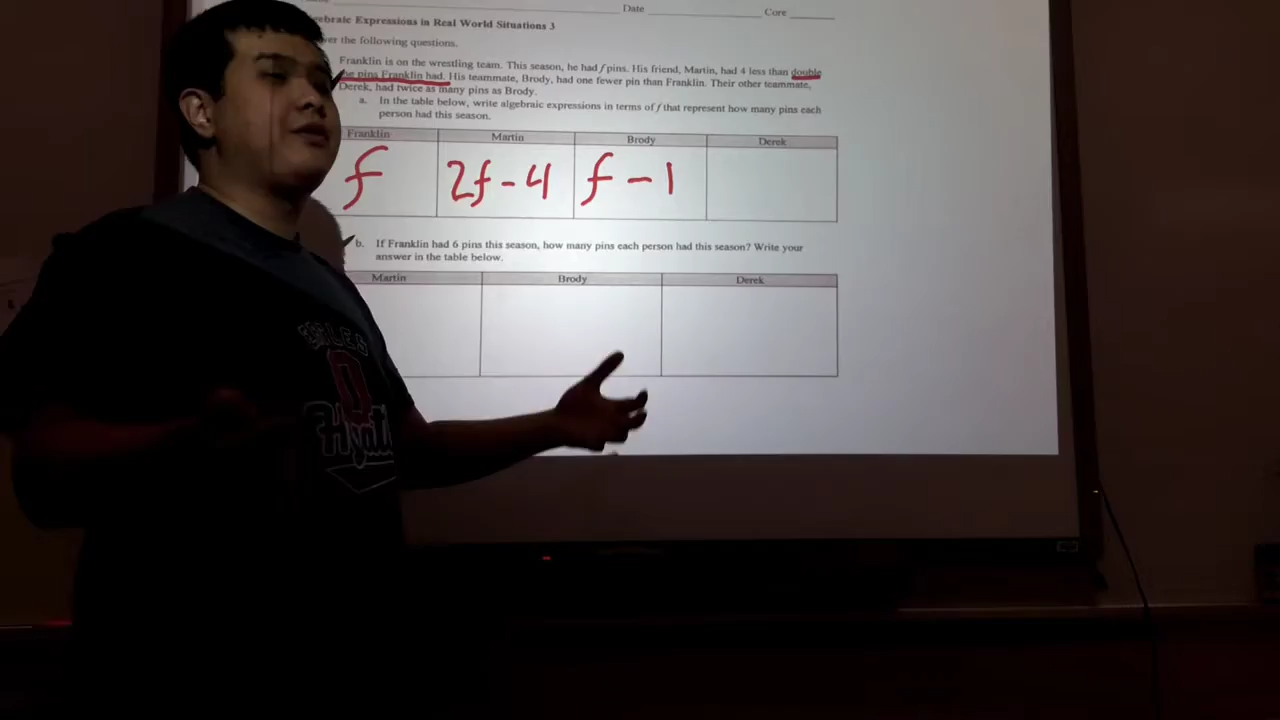 Date Core
ebraic Expressions in Real World Situations 3
ver the following questions.
Franklin is on the wrestling team. This season, he had f pins. His friend, Martin, had 4 less than double
he pins Franklin had. His teammate, Brody, had one fewer pin than Franklin. Their other teammate,
Derek, had twice as many pins as Brody.
a. In the table below, write algebraic expressions in terms of f that represent how many pins each
person had this season.
Franklin Martin Brody Derek
f 2f - 4 f - 1
b. If Franklin had 6 pins this season, how many pins each person had this season? Write your
answer in the table below.
Martin Brody Derek